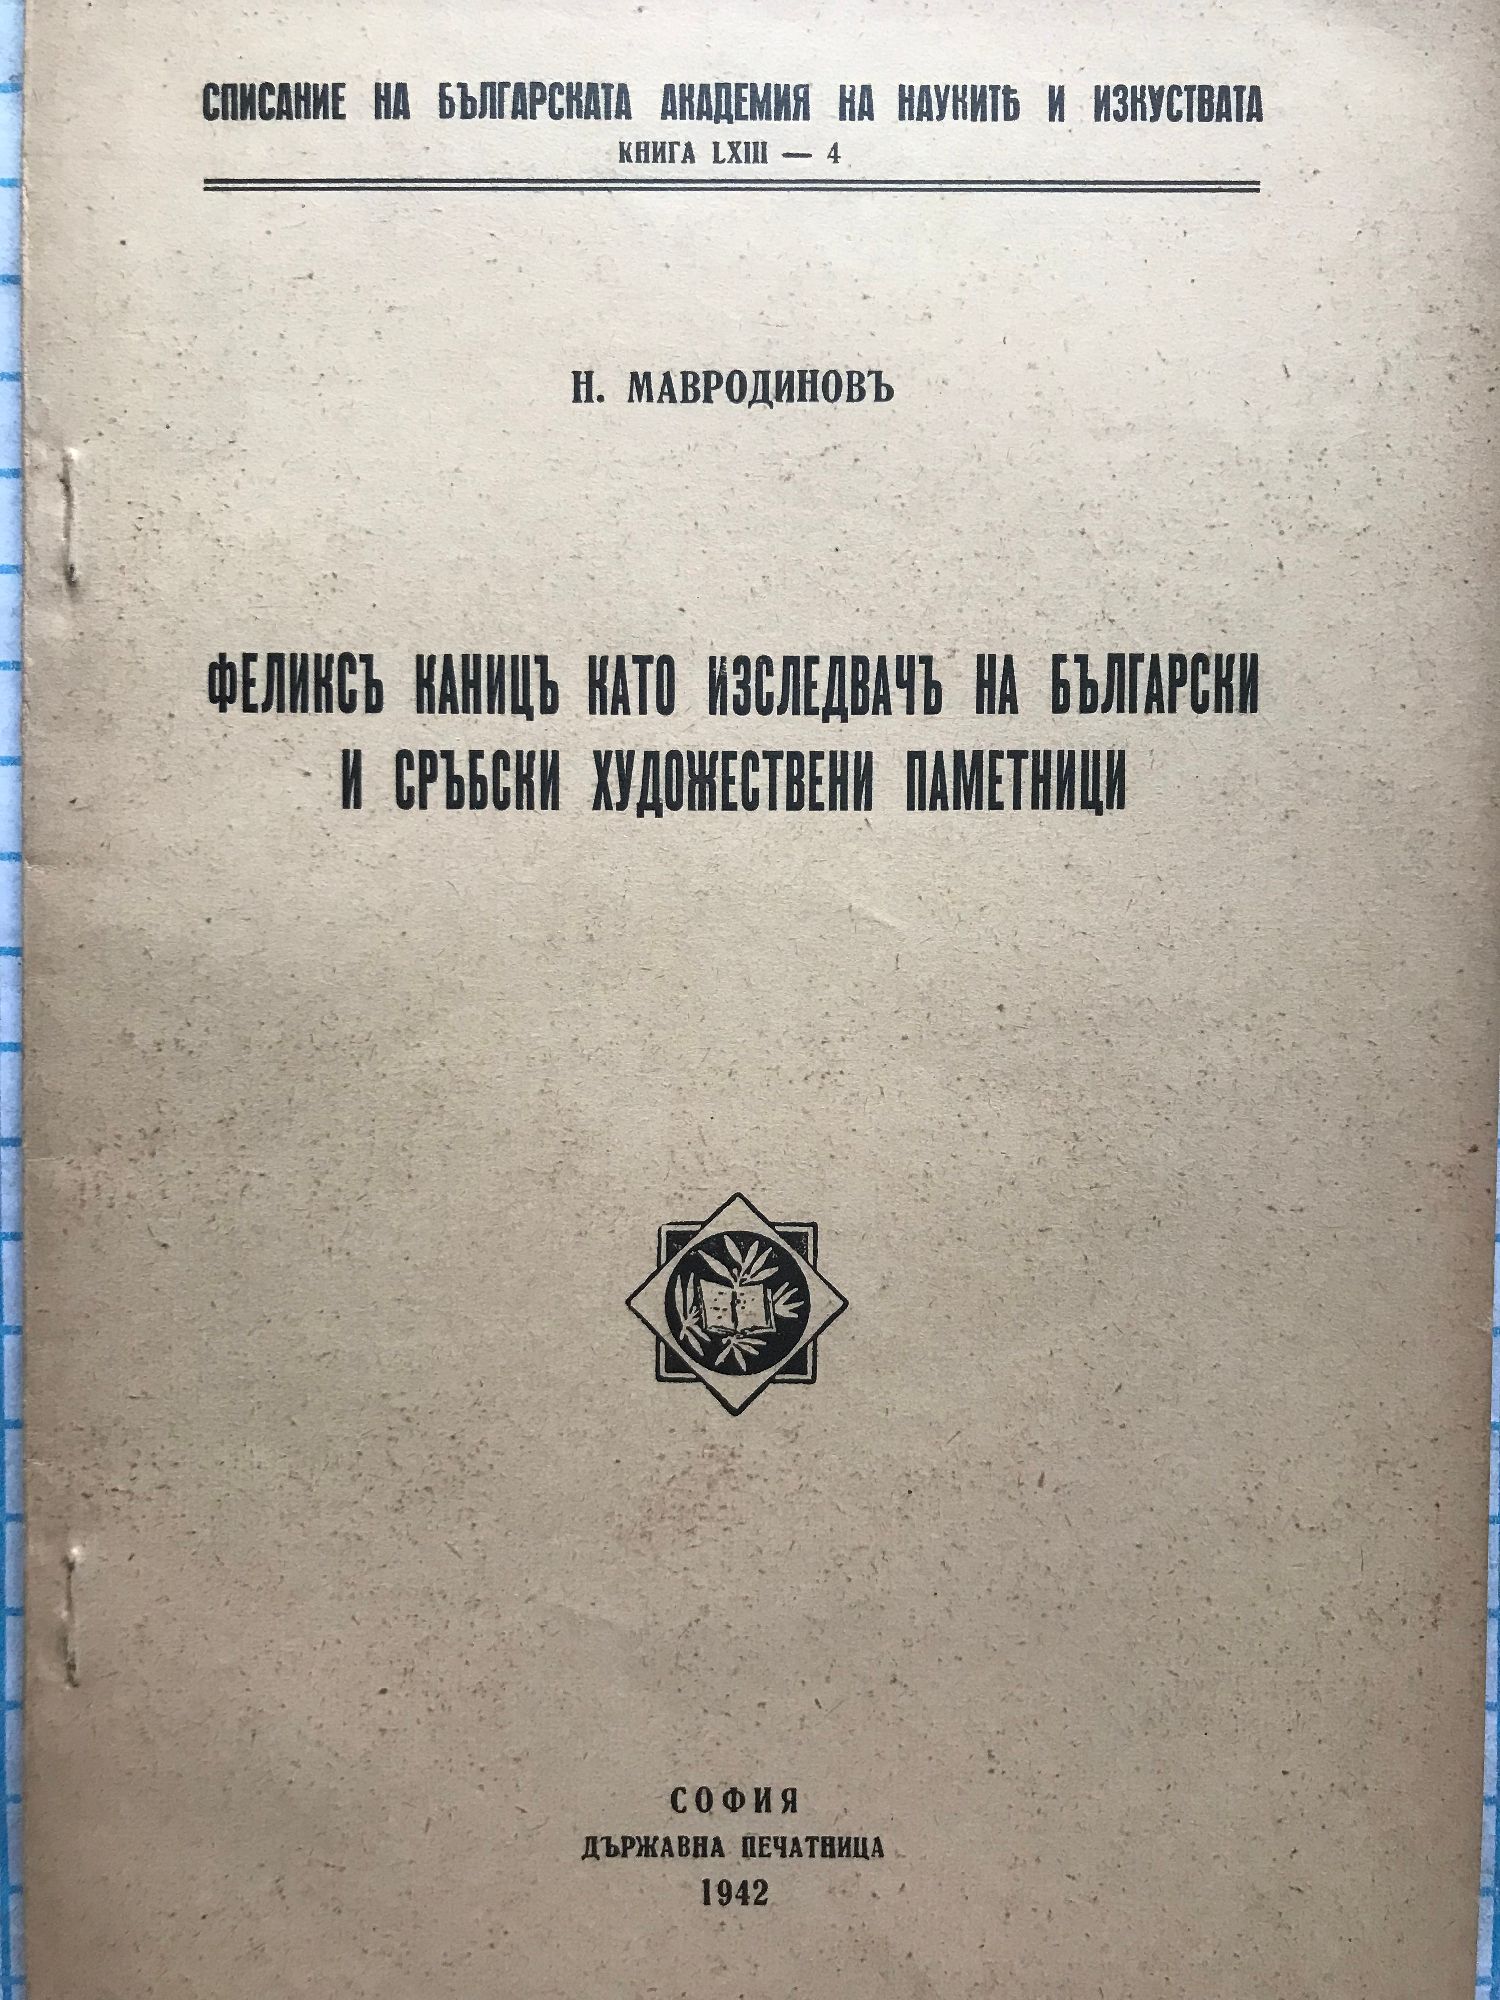 СПИСАНИЕ НА БЪЛГАРСКАТА АКАДЕМИЯ НА НАУКИТѢ И ИЗКУСТВАТА
КНИГА LXIII — 4
Н. МАВРОДИНОВЪ
ФЕЛИКСЪ КАНИЦЪ КАТО ИЗСЛЕДВАЧЪ НА БЪЛГАРСКИ
И СРЪБСКИ ХУДОЖЕСТВЕНИ ПАМЕТНИЦИ
СОФИЯ
ДЪРЖАВНА ПЕЧАТНИЦА
1942